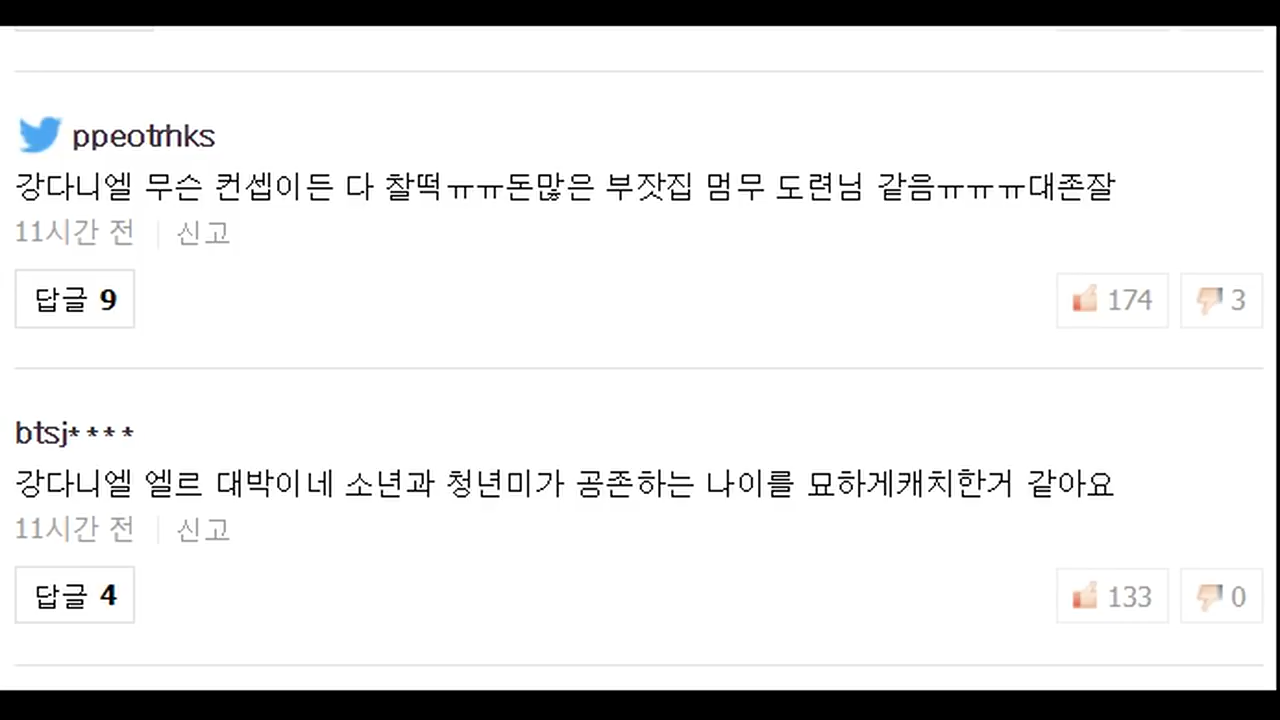 ppeotrhks
강다니엘 무슨 컨셉이든 다 찰떡ㅠㅠ돈많은 부잣집 멈무 도련님 같음ㅠㅠㅠ대존잘
11시간 전 신고
답글 9 174 3
btsj****
강다니엘 엘르 대박이네 소년과 청년미가 공존하는 나이를 묘하게캐치한거 같아요
11시간 전 신고
답글 4 133 0